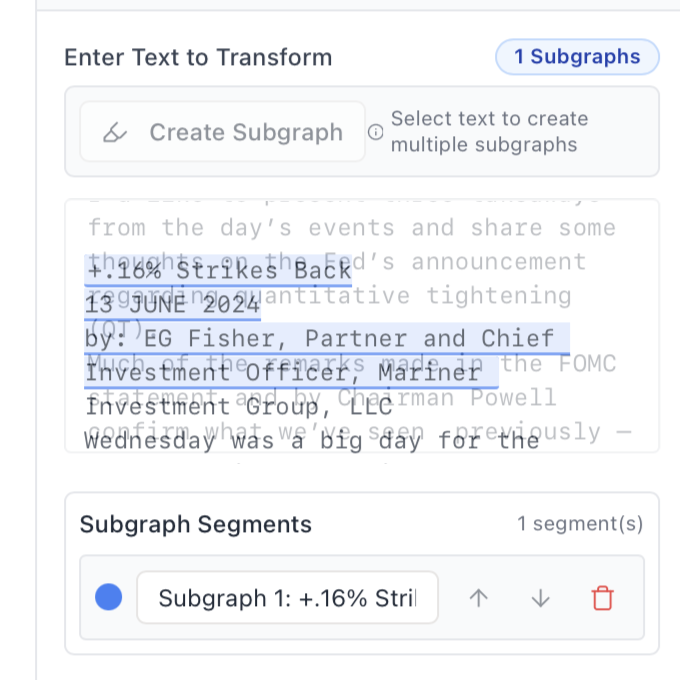 Enter Text to Transform
1 Subgraphs
Create Subgraph
Select text to create
multiple subgraphs
from the day's events and share some
thoughts on the Fed's announcement
+.16% Strikes Back
regarding quantitative tightening
13 JUNE 2024
(QT)
by: EG Fisher, Partner and Chief
Much of the remarks made in the FOMC
Investment Officer, Mariner
statement and by Chairman Powell
Investment Group, LLC
confirm what we've seen previously —
Wednesday was a big day for the
Subgraph Segments
1 segment(s)
Subgraph 1: +.16% Stri